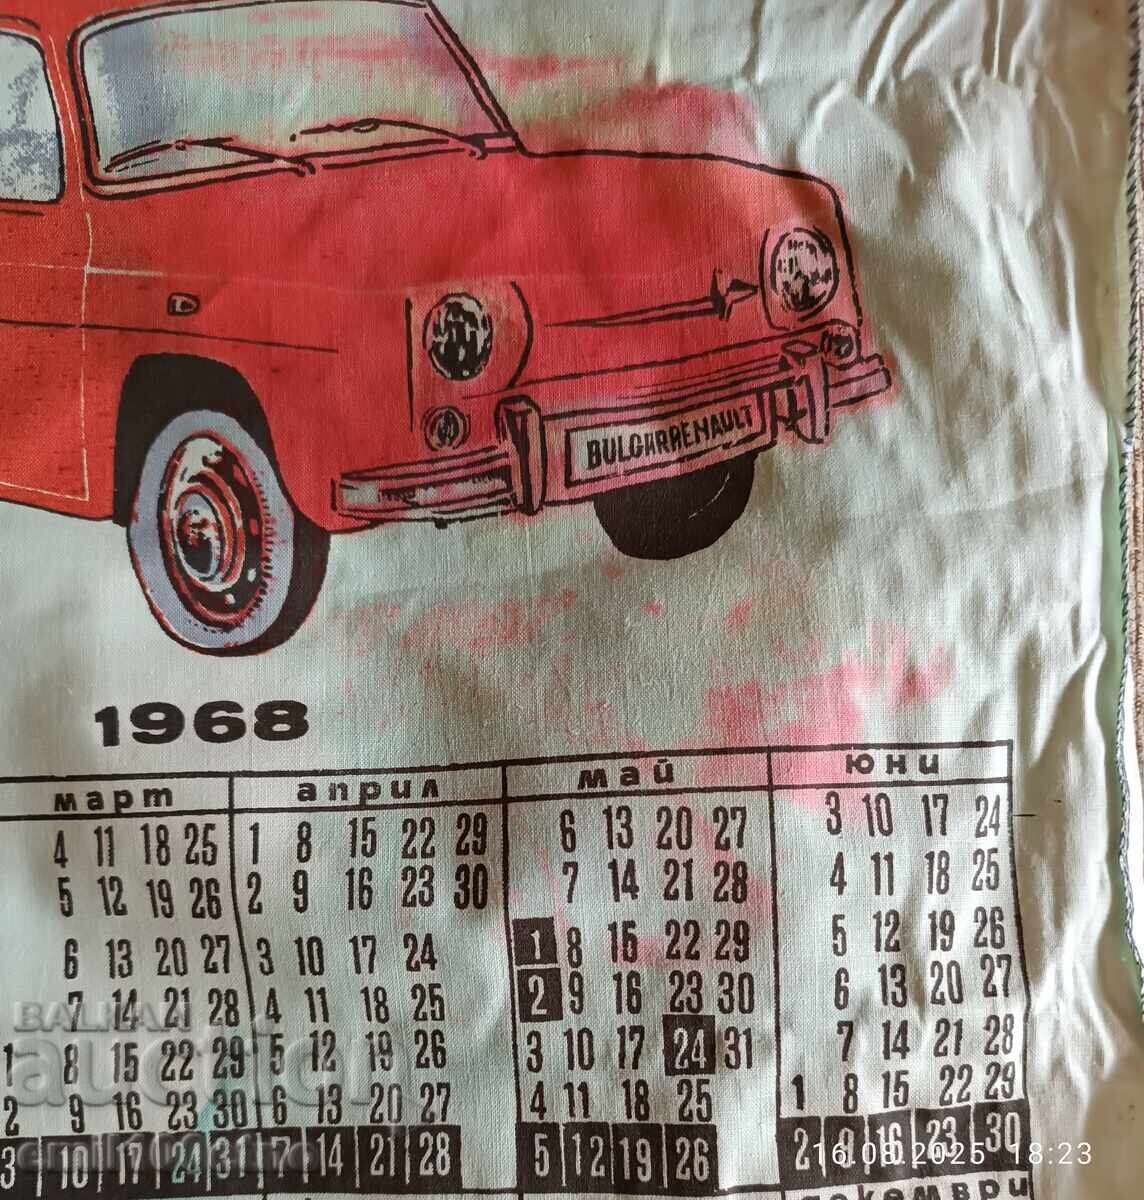 BULGARRENAULT
1968
март април май юни
4 11 18 25 1 8 15 22 29 6 13 20 27 3 10 17 24
5 12 19 26 2 9 16 23 30 7 14 21 28 4 11 18 25
6 13 20 27 3 10 17 24 1 8 15 22 29 5 12 19 26
7 14 21 28 4 11 18 25 2 9 16 23 30 6 13 20 27
1 8 15 22 29 5 12 19 26 3 10 17 24 31 7 14 21 28
2 9 16 23 30 6 13 20 27 4 11 18 25 1 8 15 22 29
3 10 17 24 31 7 14 21 28 5 12 19 26 2 9 16 23 30
декември
BALKAN
auction
16.08.2025 18:23